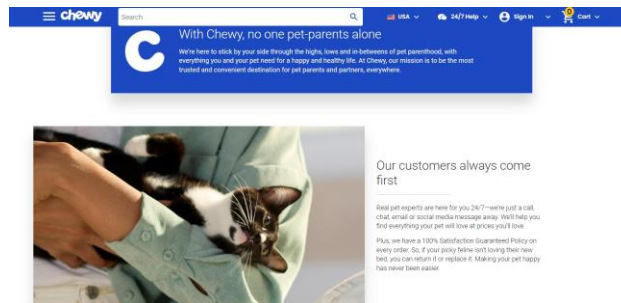 chewy Search USA 24/7 Help Sign In 0 Cart
C
With Chewy, no one pet-parents alone
We're here to stick by your side through the highs, lows and in-betweens of pet parenthood, with
everything you and your pet need for a happy and healthy life. At Chewy, our mission is to be the most
trusted and convenient destination for pet parents and partners, everywhere.
Our customers always come
first
Real pet experts are here for you 24/7—we're just a call,
chat, email or social media message away. We'll help you
find everything your pet will love at prices you'll love.
Plus, we have a 100% Satisfaction Guaranteed Policy on
every order. So, if your picky feline isn't loving their new
bed, you can return it or replace it. Making your pet happy
has never been easier.